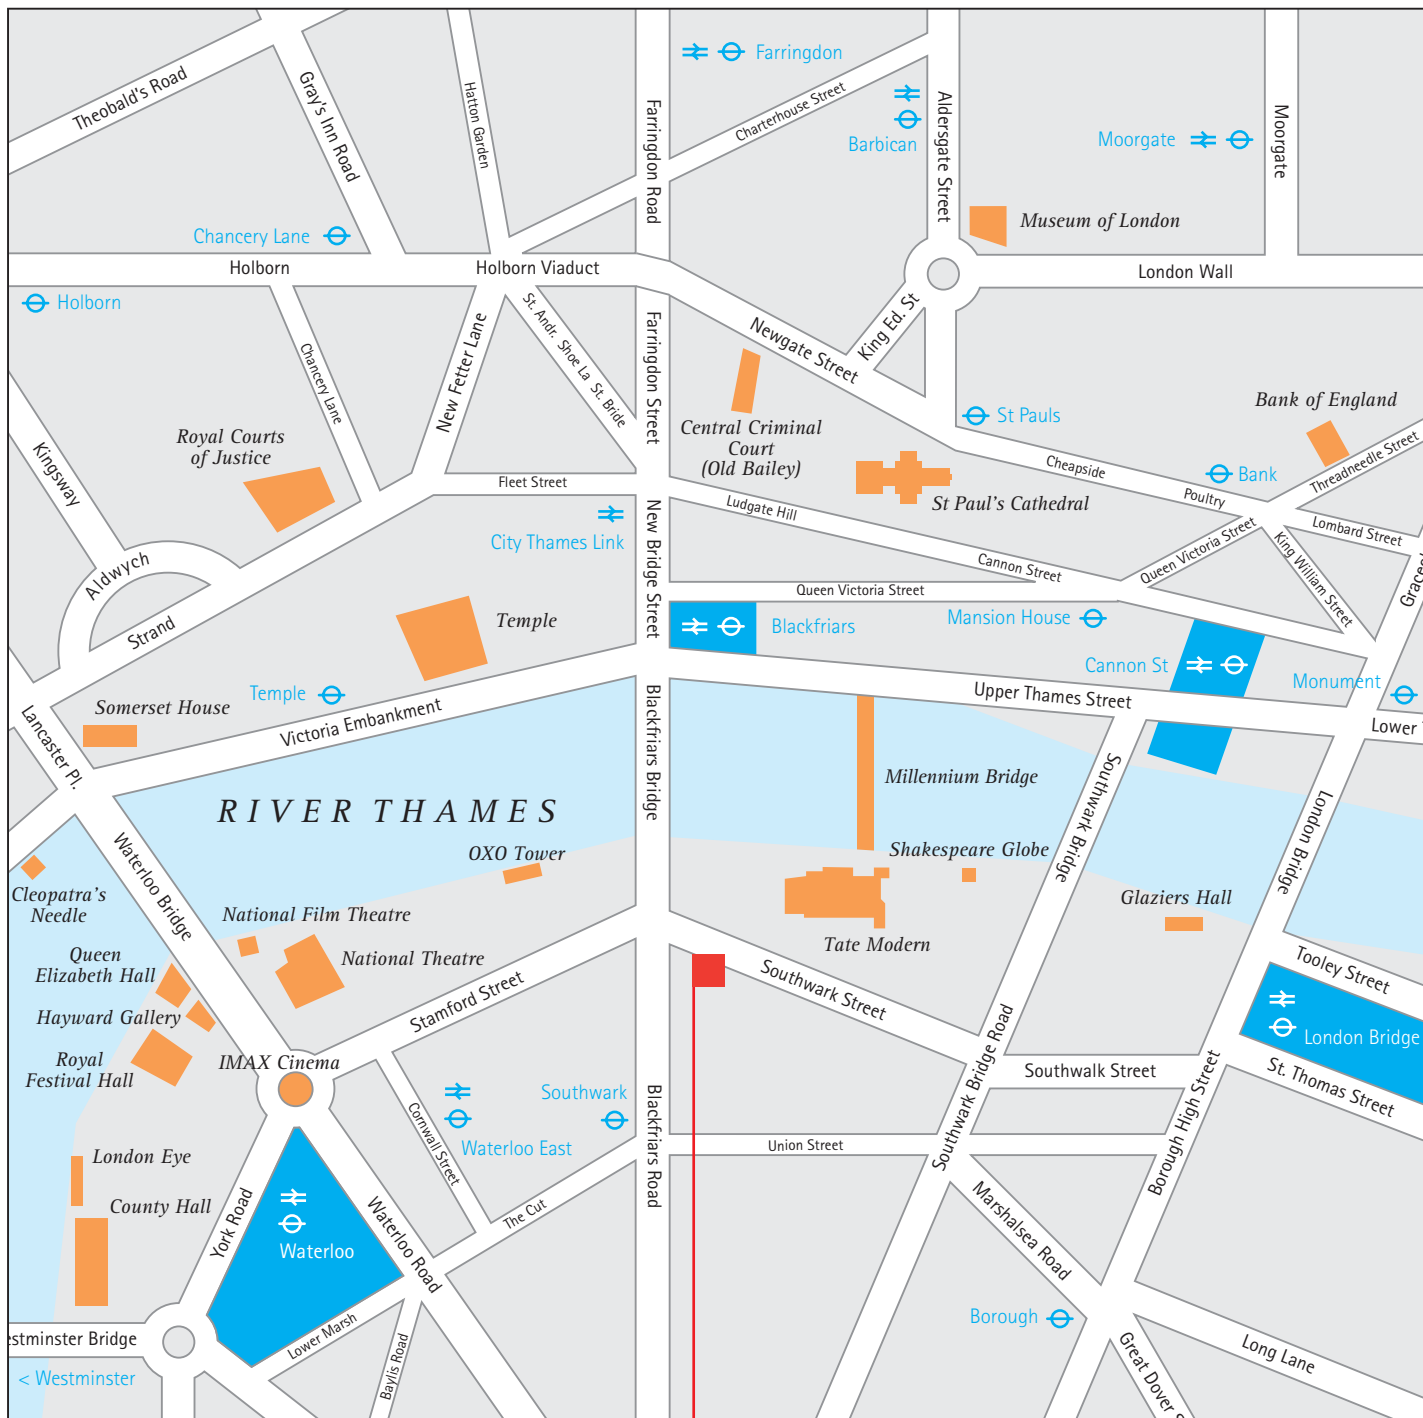 Theobald's Road
Gray's Inn Road
Hatton Garden
Farringdon Road
Farringdon
Charterhouse Street
Barbican
Aldersgate Street
Moorgate
Moorgate
Museum of London
Chancery Lane
Holborn
Holborn Viaduct
London Wall
Holborn
Chancery Lane
New Fetter Lane
St. Andr.
Shoe La
St. Bride
Farringdon Street
Newgate Street
King Ed. St
Kingsway
Royal Courts
of Justice
Central Criminal
Court
(Old Bailey)
St Pauls
Bank of England
Threadneedle Street
Cheapside
Bank
Poultry
Lombard Street
Fleet Street
City Thames Link
New Bridge Street
Ludgate Hill
St Paul's Cathedral
Cannon Street
Queen Victoria Street
Queen Victoria Street
King William Street
Aldwych
Strand
Temple
Blackfriars
Mansion House
Cannon St
Monument
Somerset House
Temple
Victoria Embankment
Upper Thames Street
Lancaster Pl.
RIVER THAMES
Blackfriars Bridge
Millennium Bridge
Southwark Bridge
London Bridge
OXO Tower
Shakespeare Globe
Glaziers Hall
Cleopatra's
Needle
Waterloo Bridge
National Film Theatre
National Theatre
Tate Modern
Queen
Elizabeth Hall
Hayward Gallery
Royal
Festival Hall
IMAX Cinema
Stamford Street
Southwark Street
Tooley Street
London Bridge
St. Thomas Street
Southwalk Street
Southwark Bridge Road
Borough High Street
Southwark
Waterloo East
Cornwall Street
Blackfriars Road
Union Street
London Eye
County Hall
York Road
Waterloo
Waterloo Road
The Cut
Marshalsea Road
Borough
Long Lane
Great Dover S
estminster Bridge
Lower Marsh
Baylis Road
< Westminster